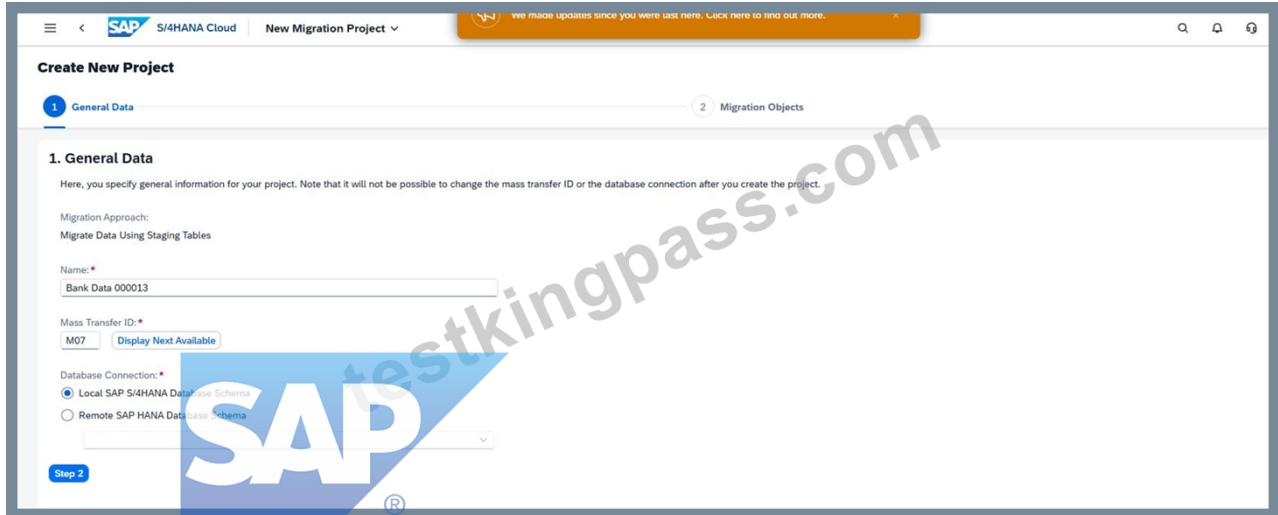 We made updates since you were last here. Click here to find out more.
SAP S/4HANA Cloud New Migration Project
Create New Project
1 General Data 2 Migration Objects
1. General Data
Here, you specify general information for your project. Note that it will not be possible to change the mass transfer ID or the database connection after you create the project.
Migration Approach:
Migrate Data Using Staging Tables
Name:*
Bank Data 000013
Mass Transfer ID:*
M07 Display Next Available
Database Connection:*
Local SAP S/4HANA Database Schema
Remote SAP HANA Database Schema
Step 2
SAP ®
testkingpass.com